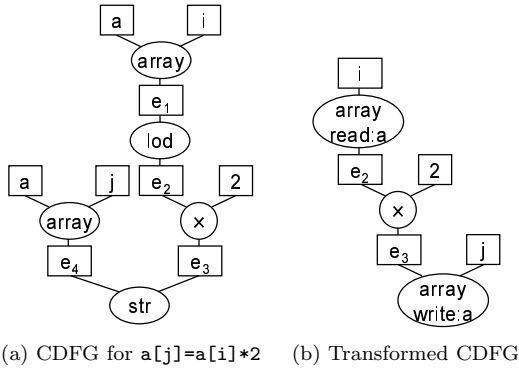 a i
array
e₁
lod
a j e₂ 2
array ×
e₄ e₃
str
(a) CDFG for a[j]=a[i]*2
i
array
read:a
e₂ 2
×
e₃ j
array
write:a
(b) Transformed CDFG